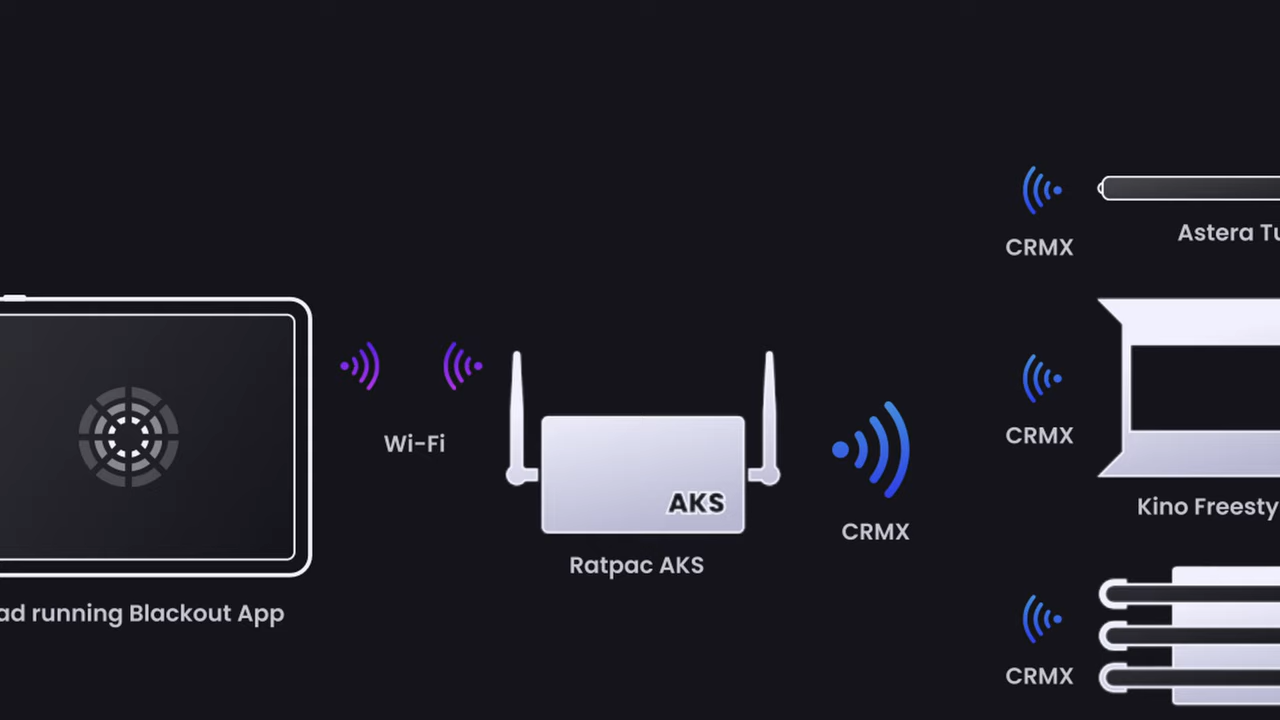 CRMX
Astera Tu
CRMX
Wi-Fi
AKS
Kino Freesty
CRMX
Ratpac AKS
ad running Blackout App
CRMX